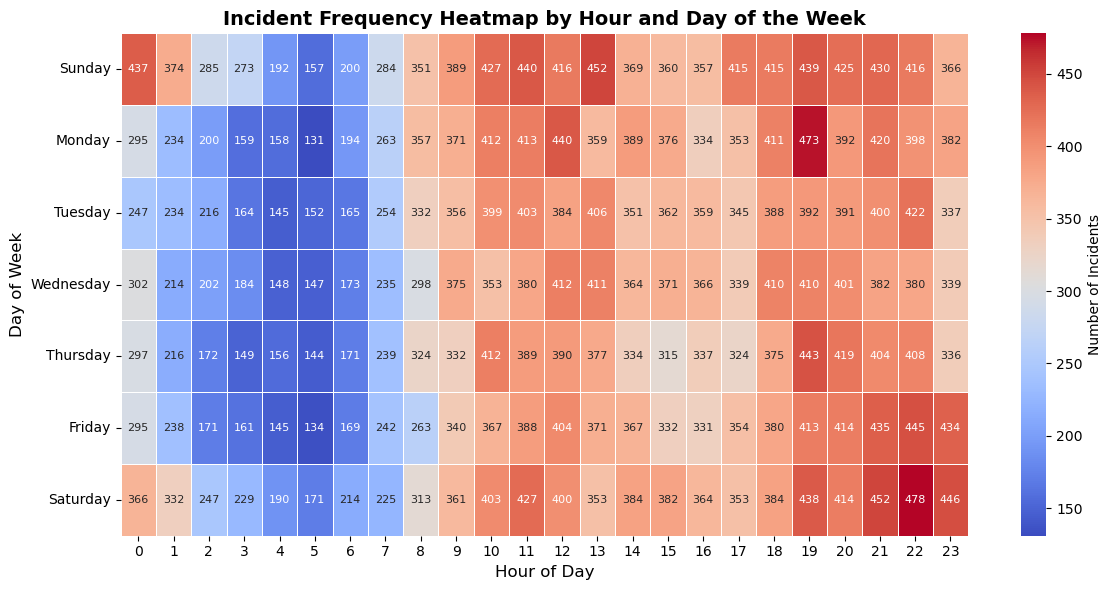 Incident Frequency Heatmap by Hour and Day of the Week
Sunday 437 374 285 273 192 157 200 284 351 389 427 440 416 452 369 360 357 415 415 439 425 430 416 366
Monday 295 234 200 159 158 131 194 263 357 371 412 413 440 359 389 376 334 353 411 473 392 420 398 382
Tuesday 247 234 216 164 145 152 165 254 332 356 399 403 384 406 351 362 359 345 388 392 391 400 422 337
Wednesday 302 214 202 184 148 147 173 235 298 375 353 380 412 411 364 371 366 339 410 410 401 382 380 339
Thursday 297 216 172 149 156 144 171 239 324 332 412 389 390 377 334 315 337 324 375 443 419 404 408 336
Friday 295 238 171 161 145 134 169 242 263 340 367 388 404 371 367 332 331 354 380 413 414 435 445 434
Saturday 366 332 247 229 190 171 214 225 313 361 403 427 400 353 384 382 364 353 384 438 414 452 478 446
0 1 2 3 4 5 6 7 8 9 10 11 12 13 14 15 16 17 18 19 20 21 22 23
Hour of Day
Day of Week
450
400
350
300
250
200
150
Number of Incidents